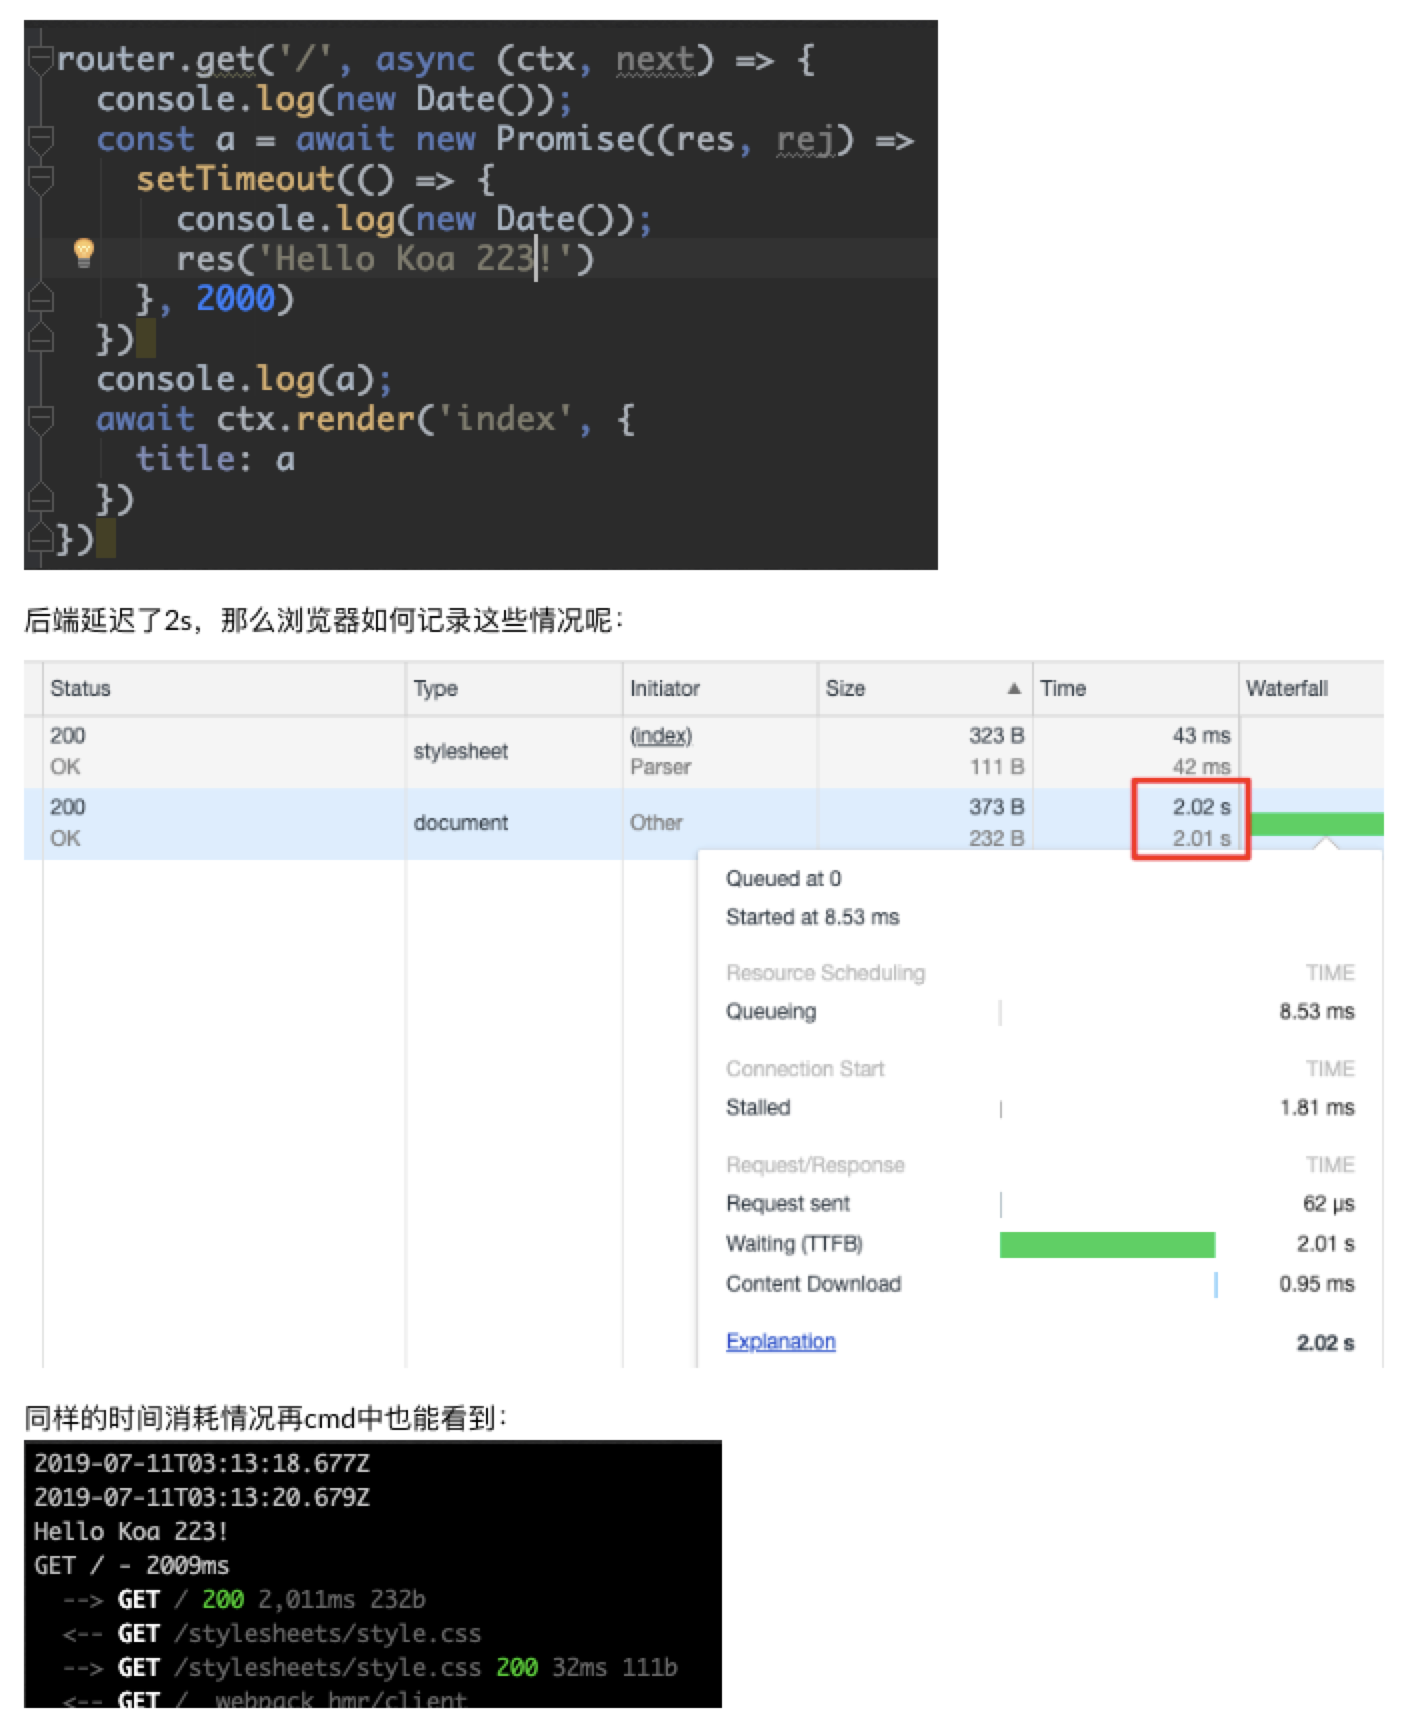 router.get('/', async (ctx, next) => {
console.log(new Date());
const a = await new Promise((res, rej) =>
setTimeout(() => {
console.log(new Date());
res('Hello Koa 223!')
}, 2000)
})
console.log(a);
await ctx.render('index', {
title: a
})
})
后端延迟了2s，那么浏览器如何记录这些情况呢：
Status Type Initiator Size ▲ Time Waterfall
200 stylesheet (index) 323 B 43 ms
OK Parser 111 B 42 ms
200 document Other 373 B 2.02 s
OK 232 B 2.01 s
Queued at 0
Started at 8.53 ms
Resource Scheduling TIME
Queueing 8.53 ms
Connection Start TIME
Stalled 1.81 ms
Request/Response TIME
Request sent 62 μs
Waiting (TTFB) 2.01 s
Content Download 0.95 ms
Explanation 2.02 s
同样的时间消耗情况再cmd中也能看到：
2019-07-11T03:13:18.677Z
2019-07-11T03:13:20.679Z
Hello Koa 223!
GET / - 2009ms
--> GET / 200 2,011ms 232b
<-- GET /stylesheets/style.css
--> GET /stylesheets/style.css 200 32ms 111b
<-- GET /__webpack_hmr/client